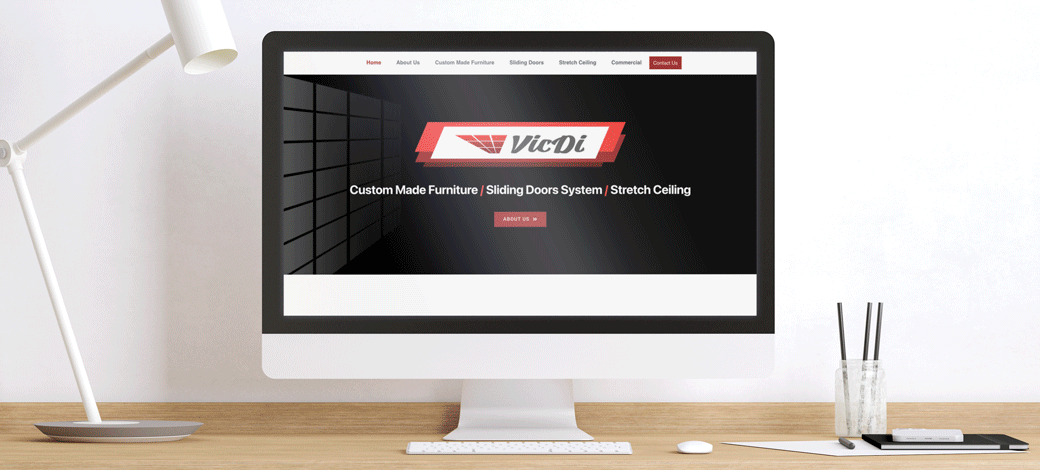 Home About Us Custom Made Furniture Sliding Doors Stretch Ceiling Commercial Contact Us
VicDi
Custom Made Furniture / Sliding Doors System / Stretch Ceiling
ABOUT US »